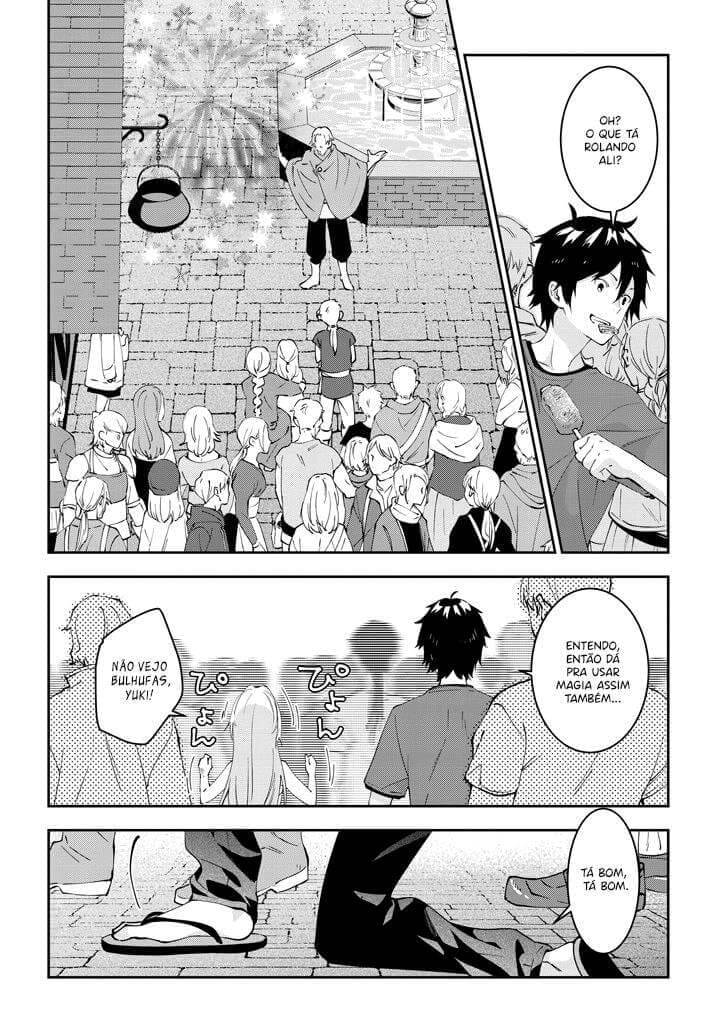 OH?
O QUE TÁ
ROLANDO
ALI?
ENTENDO,
ENTÃO DÁ
PRA USAR
MAGIA ASSIM
TAMBÉM...
NÃO VEJO
BULHUFAS,
YUKI!
ぴょん
ぴょん
TÁ BOM,
TÁ BOM.